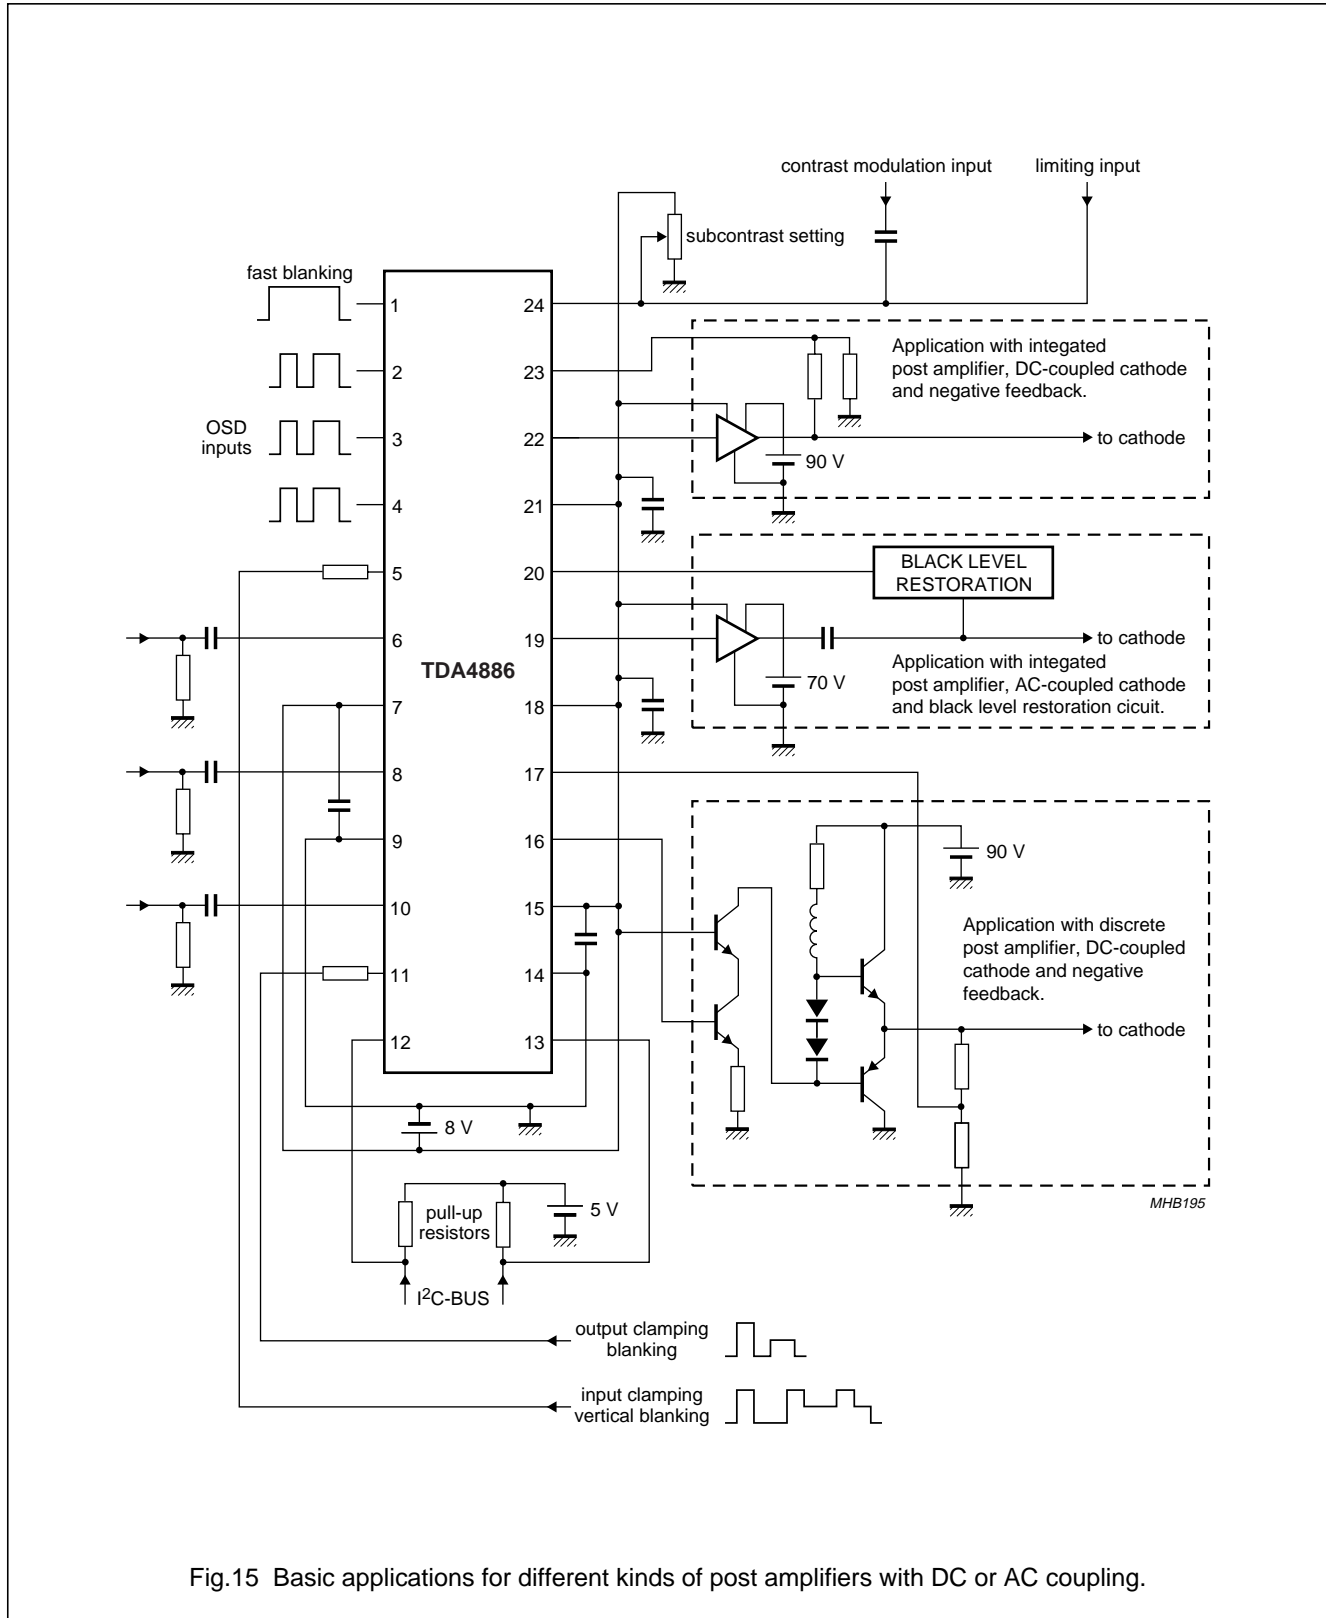 contrast modulation input
limiting input
subcontrast setting
fast blanking
1
24
2
23
Application with integated
post amplifier, DC-coupled cathode
and negative feedback.
OSD
inputs
3
22
to cathode
90 V
4
21
5
20
BLACK LEVEL
RESTORATION
6
19
to cathode
TDA4886
Application with integated
post amplifier, AC-coupled cathode
and black level restoration cicuit.
70 V
7
18
8
17
9
16
90 V
10
15
Application with discrete
post amplifier, DC-coupled
cathode and negative
feedback.
11
14
12
13
to cathode
8 V
5 V
pull-up
resistors
MHB195
I²C-BUS
output clamping
blanking
input clamping
vertical blanking
Fig.15 Basic applications for different kinds of post amplifiers with DC or AC coupling.